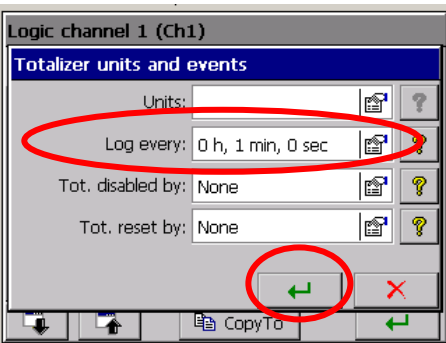 Logic channel 1 (Ch1)
Totalizer units and events
Units:
?
Log every: 0 h, 1 min, 0 sec
?
Tot. disabled by: None
?
Tot. reset by: None
?
CopyTo